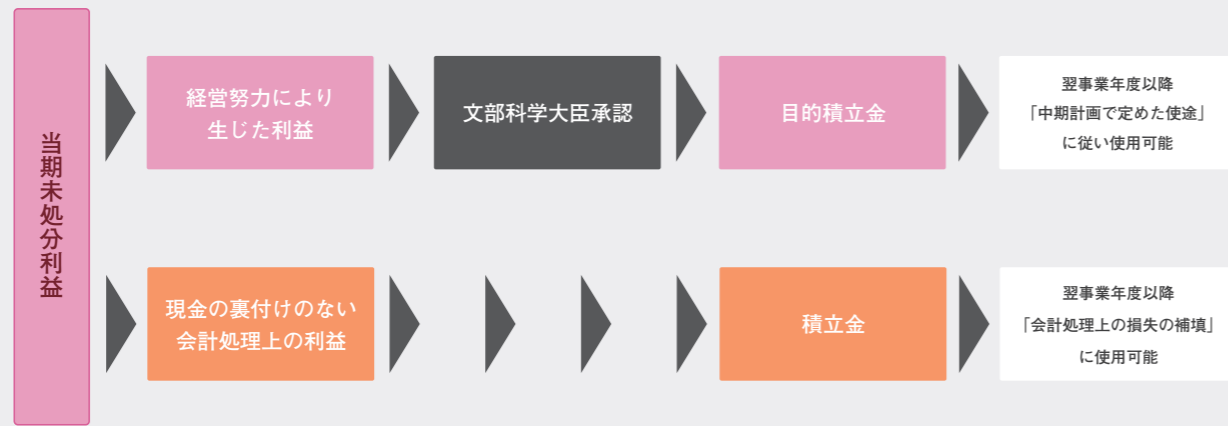 当期未処分利益
経営努力により
生じた利益
文部科学大臣承認
目的積立金
翌事業年度以降
「中期計画で定めた使途」
に従い使用可能
現金の裏付けのない
会計処理上の利益
積立金
翌事業年度以降
「会計処理上の損失の補填」
に使用可能